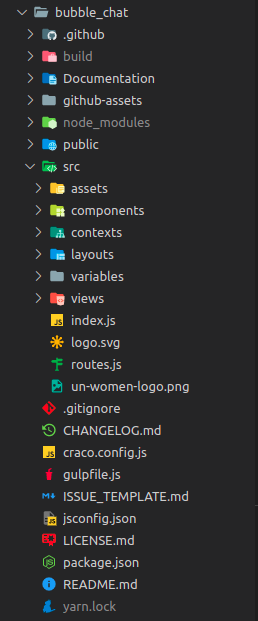 bubble_chat
.github
build
Documentation
github-assets
node_modules
public
src
assets
components
contexts
layouts
variables
views
index.js
logo.svg
routes.js
un-women-logo.png
.gitignore
CHANGELOG.md
craco.config.js
gulpfile.js
ISSUE_TEMPLATE.md
jsconfig.json
LICENSE.md
package.json
README.md
yarn.lock